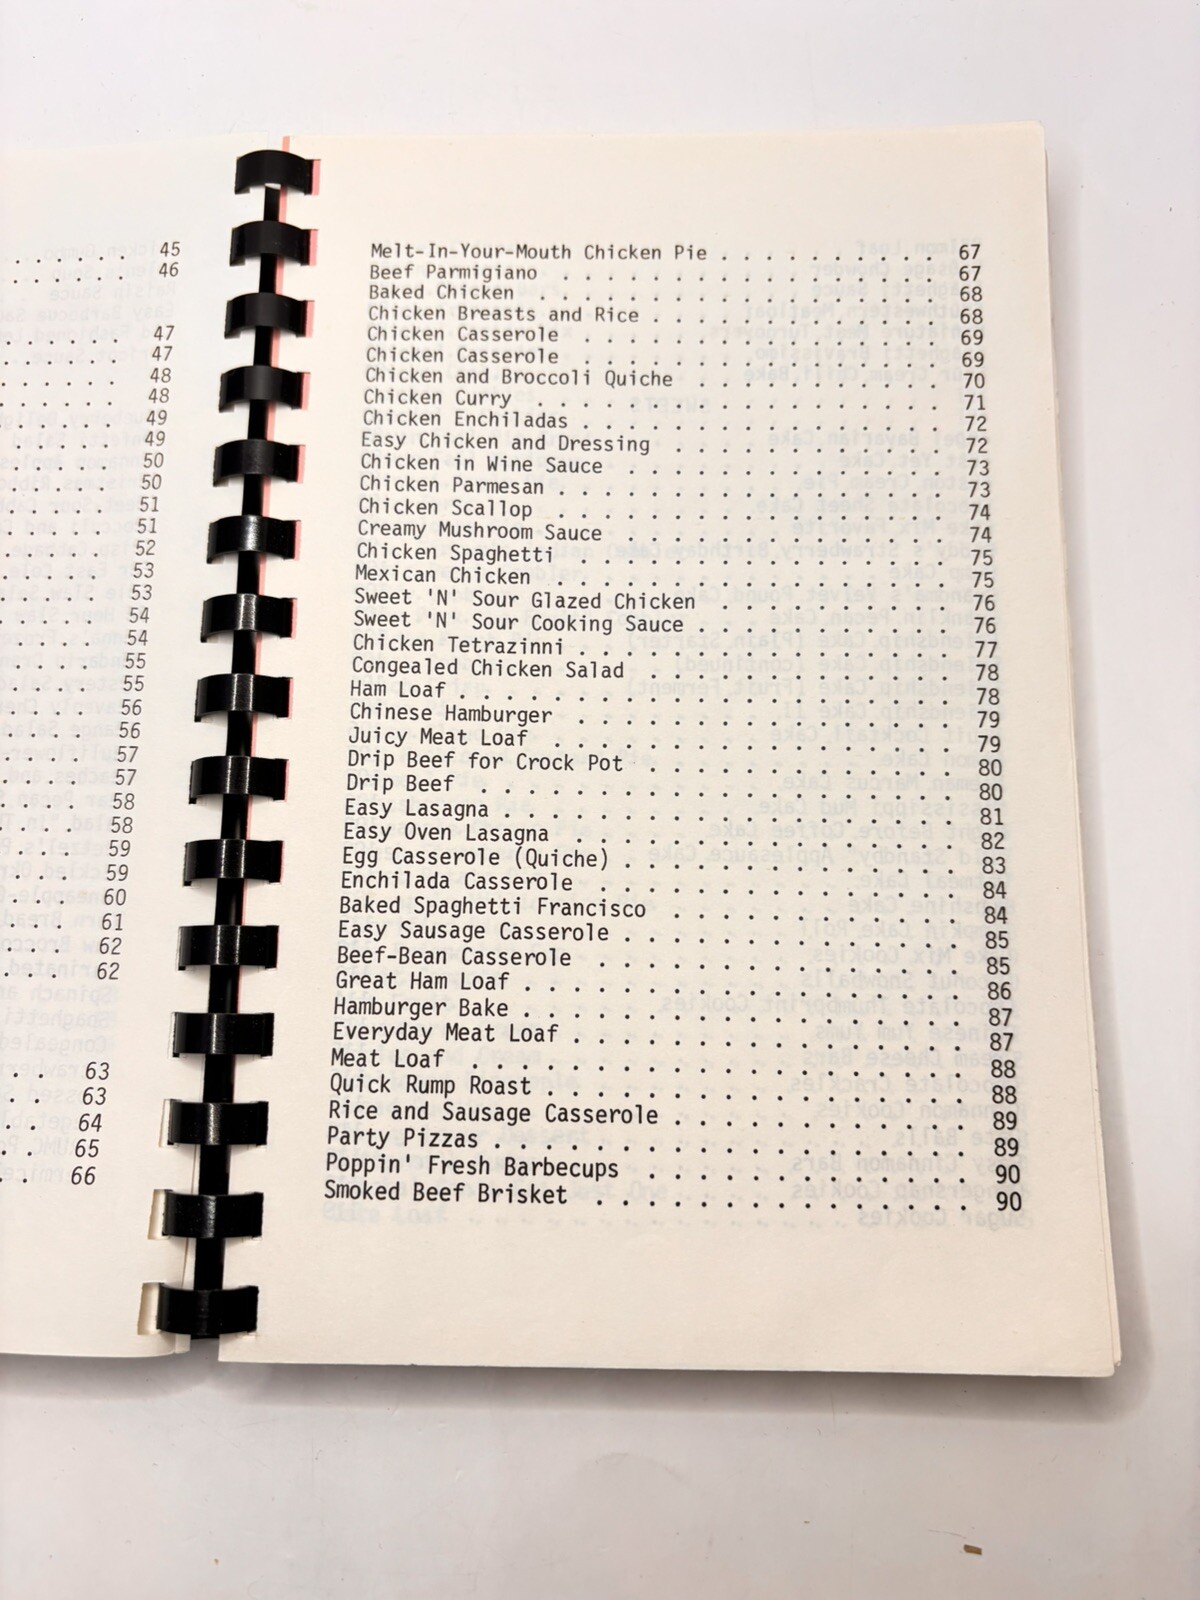 45
46
47
47
48
48
49
49
50
50
51
51
52
53
53
54
54
55
55
56
56
57
57
58
58
59
59
60
61
62
62
63
63
64
65
66
Melt-In-Your-Mouth Chicken Pie . . . . . . . . . . 67
Beef Parmigiano . . . . . . . . . . . . . . . . 67
Baked Chicken . . . . . . . . . . . . . . . . . 68
Chicken Breasts and Rice . . . . . . . . . . . . . 68
Chicken Casserole . . . . . . . . . . . . . . . 69
Chicken Casserole . . . . . . . . . . . . . . . 69
Chicken and Broccoli Quiche . . . . . . . . . . . 70
Chicken Curry . . . . . . . . . . . . . . . . . 71
Chicken Enchiladas . . . . . . . . . . . . . . . 72
Easy Chicken and Dressing . . . . . . . . . . . . 72
Chicken in Wine Sauce . . . . . . . . . . . . . . 73
Chicken Parmesan . . . . . . . . . . . . . . . . 73
Chicken Scallop . . . . . . . . . . . . . . . . 74
Creamy Mushroom Sauce . . . . . . . . . . . . . . 74
Chicken Spaghetti . . . . . . . . . . . . . . . 75
Mexican Chicken . . . . . . . . . . . . . . . . 75
Sweet 'N' Sour Glazed Chicken . . . . . . . . . . 76
Sweet 'N' Sour Cooking Sauce . . . . . . . . . . . 76
Chicken Tetrazinni . . . . . . . . . . . . . . . 77
Congealed Chicken Salad . . . . . . . . . . . . . 78
Ham Loaf . . . . . . . . . . . . . . . . . . . . 78
Chinese Hamburger . . . . . . . . . . . . . . . 79
Juicy Meat Loaf . . . . . . . . . . . . . . . . 79
Drip Beef for Crock Pot . . . . . . . . . . . . . 80
Drip Beef . . . . . . . . . . . . . . . . . . . 80
Easy Lasagna . . . . . . . . . . . . . . . . . . 81
Easy Oven Lasagna . . . . . . . . . . . . . . . 82
Egg Casserole (Quiche) . . . . . . . . . . . . . 83
Enchilada Casserole . . . . . . . . . . . . . . 84
Baked Spaghetti Francisco . . . . . . . . . . . . 84
Easy Sausage Casserole . . . . . . . . . . . . . 85
Beef-Bean Casserole . . . . . . . . . . . . . . 85
Great Ham Loaf . . . . . . . . . . . . . . . . . 86
Hamburger Bake . . . . . . . . . . . . . . . . . 87
Everyday Meat Loaf . . . . . . . . . . . . . . . 87
Meat Loaf . . . . . . . . . . . . . . . . . . . 88
Quick Rump Roast . . . . . . . . . . . . . . . . 88
Rice and Sausage Casserole . . . . . . . . . . . . 89
Party Pizzas . . . . . . . . . . . . . . . . . . 89
Poppin' Fresh Barbecups . . . . . . . . . . . . . 90
Smoked Beef Brisket . . . . . . . . . . . . . . 90